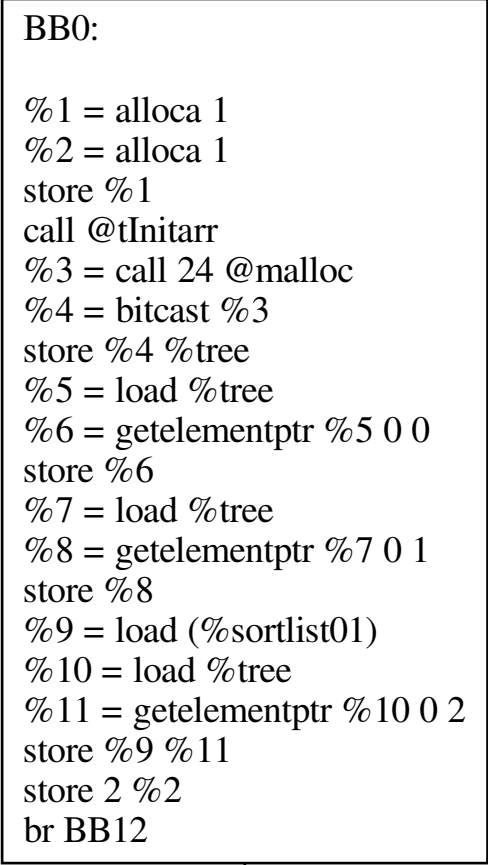 BB0:
%1 = alloca 1
%2 = alloca 1
store %1
call @tInitarr
%3 = call 24 @malloc
%4 = bitcast %3
store %4 %tree
%5 = load %tree
%6 = getelementptr %5 0 0
store %6
%7 = load %tree
%8 = getelementptr %7 0 1
store %8
%9 = load (%sortlist01)
%10 = load %tree
%11 = getelementptr %10 0 2
store %9 %11
store 2 %2
br BB12